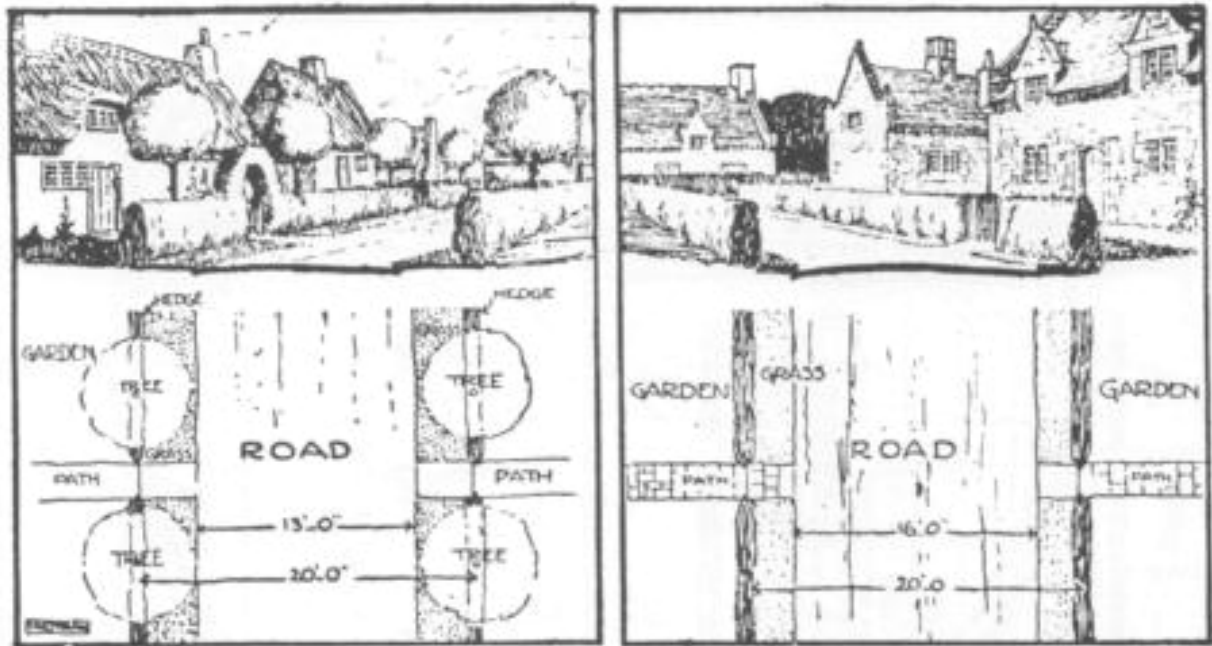 HEDGE
HEDGE
GRASS
GARDEN
TREE
TREE
GRASS
ROAD
PATH
PATH
13'-0"
TREE
TREE
20'-0"
GARDEN
GRASS
GARDEN
ROAD
PATH
PATH
16'-0"
20'-0